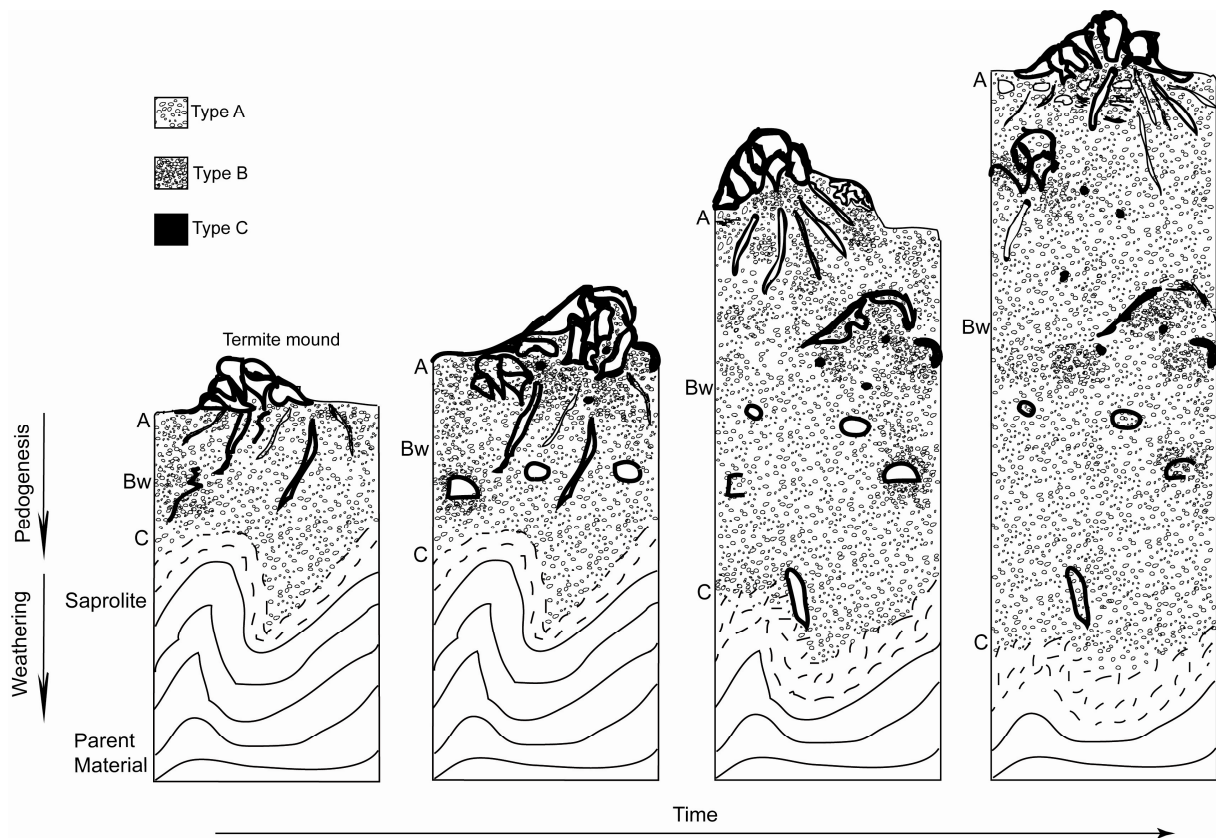 Type A
Type B
Type C
Termite mound
A
Bw
C
Pedogenesis
Weathering
Saprolite
Parent
Material
A
Bw
C
A
Bw
C
A
Bw
C
Time